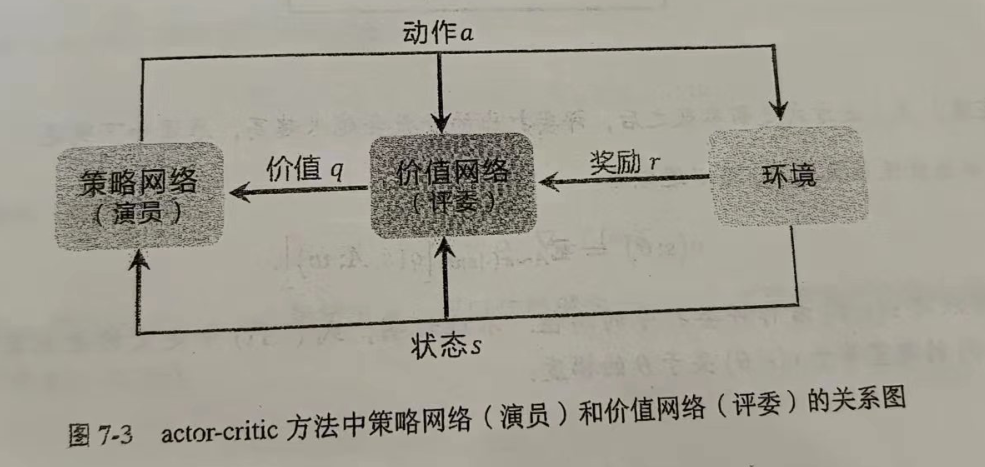 动作a
策略网络
（演员）
价值 q
价值网络
（评委）
奖励 r
环境
状态s
图 7-3 actor-critic 方法中策略网络（演员）和价值网络（评委）的关系图